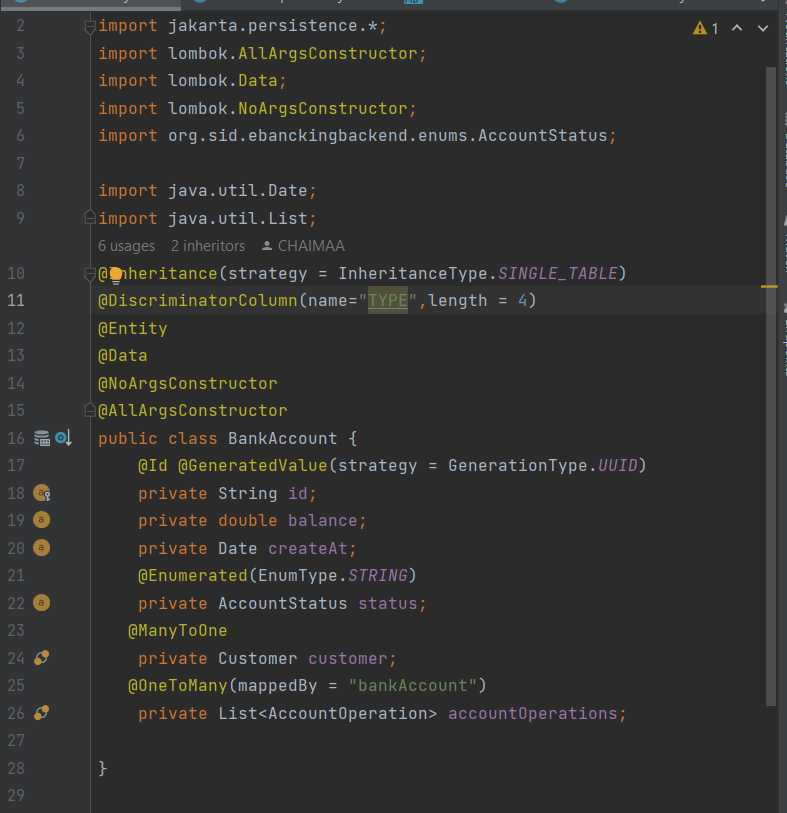 2 import jakarta.persistence.*;
1
3 import lombok.AllArgsConstructor;
4 import lombok.Data;
5 import lombok.NoArgsConstructor;
6 import org.sid.ebanckingbackend.enums.AccountStatus;
7
8 import java.util.Date;
9 import java.util.List;
6 usages 2 inheritors CHAIMAA
10 @Inheritance(strategy = InheritanceType.SINGLE_TABLE)
11 @DiscriminatorColumn(name="TYPE",length = 4)
12 @Entity
13 @Data
14 @NoArgsConstructor
15 @AllArgsConstructor
16 public class BankAccount {
17 @Id @GeneratedValue(strategy = GenerationType.UUID)
18 private String id;
19 private double balance;
20 private Date createAt;
21 @Enumerated(EnumType.STRING)
22 private AccountStatus status;
23 @ManyToOne
24 private Customer customer;
25 @OneToMany(mappedBy = "bankAccount")
26 private List<AccountOperation> accountOperations;
27
28 }
29